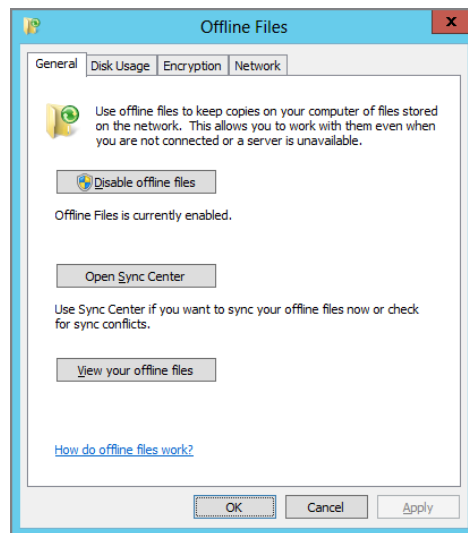 Offline Files
x
General Disk Usage Encryption Network
Use offline files to keep copies on your computer of files stored
on the network. This allows you to work with them even when
you are not connected or a server is unavailable.
Disable offline files
Offline Files is currently enabled.
Open Sync Center
Use Sync Center if you want to sync your offline files now or check
for sync conflicts.
View your offline files
How do offline files work?
OK Cancel Apply